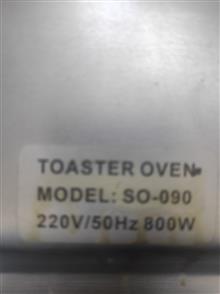 TOASTER OVEN
MODEL: SO-090
220V/50Hz 800W